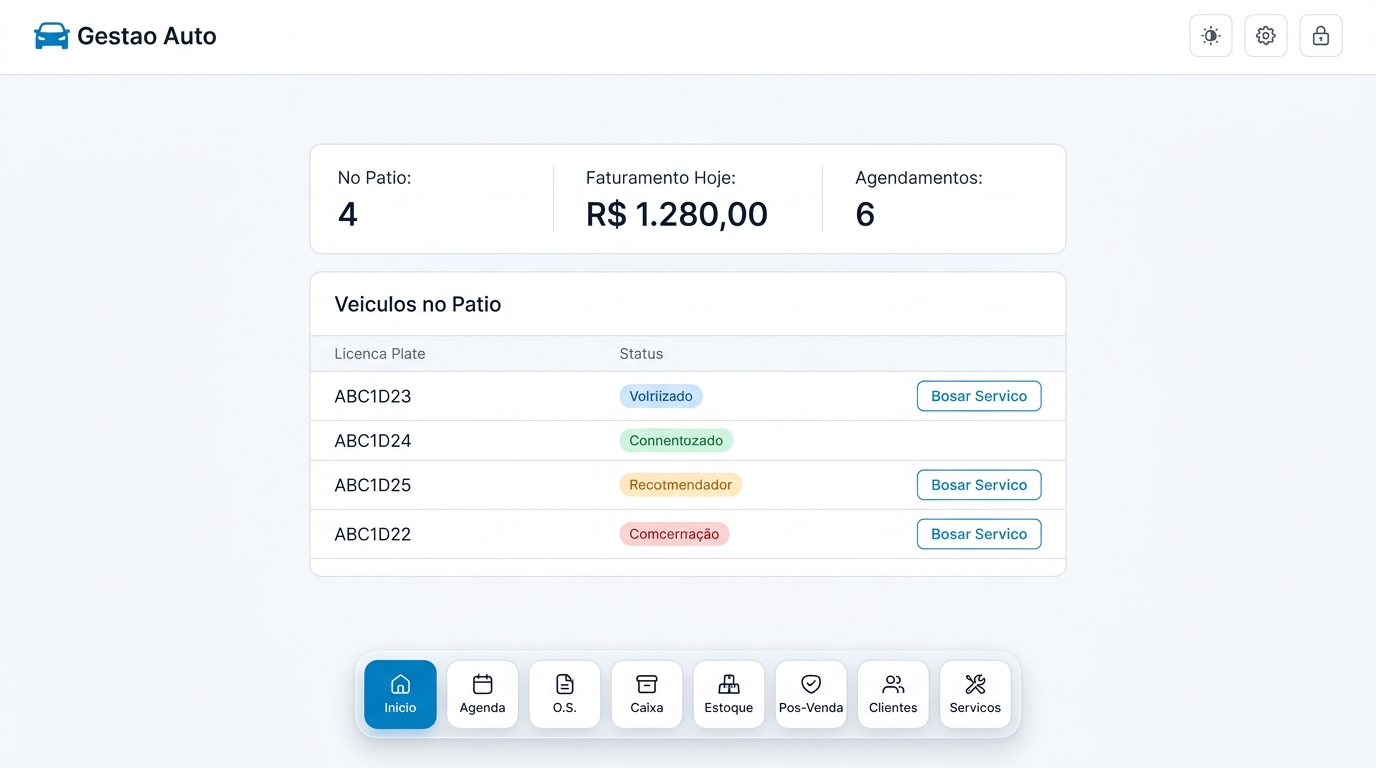 Gestao Auto
No Patio:
4
Faturamento Hoje:
R$ 1.280,00
Agendamentos:
6
Veiculos no Patio
Licenca Plate Status
ABC1D23 Volriizado Bosar Servico
ABC1D24 Connentozado
ABC1D25 Recotmendador Bosar Servico
ABC1D22 Comcernação Bosar Servico
Inicio Agenda O.S. Caixa Estoque Pos-Venda Clientes Servicos